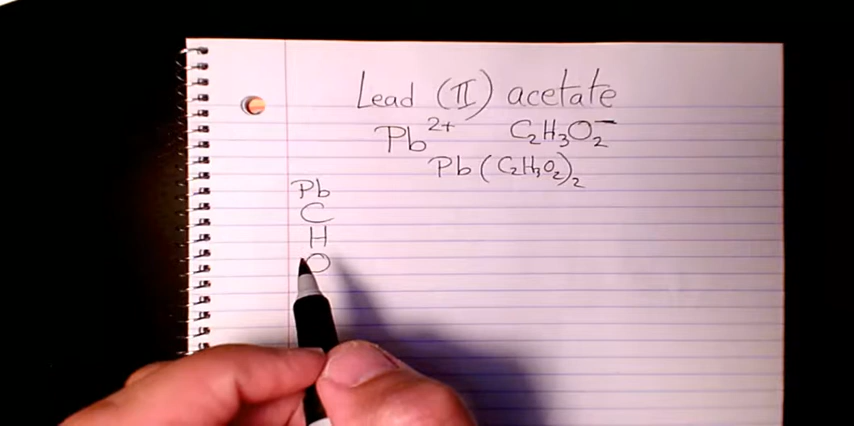 Lead (II) acetate
Pb²⁺ C₂H₃O₂⁻
Pb(C₂H₃O₂)₂
Pb
C
H
O